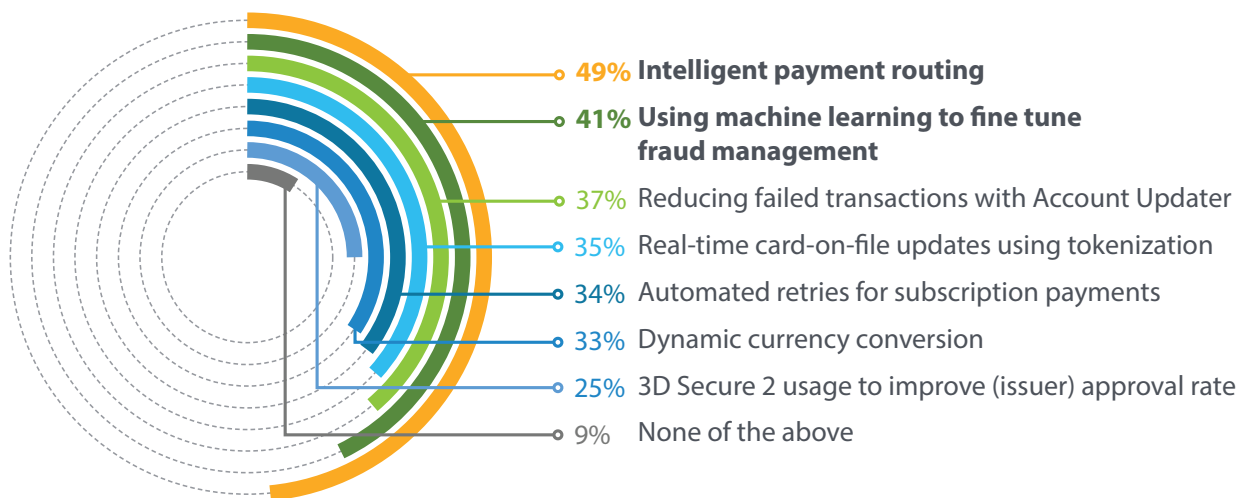 49% Intelligent payment routing
41% Using machine learning to fine tune
fraud management
37% Reducing failed transactions with Account Updater
35% Real-time card-on-file updates using tokenization
34% Automated retries for subscription payments
33% Dynamic currency conversion
25% 3D Secure 2 usage to improve (issuer) approval rate
9% None of the above